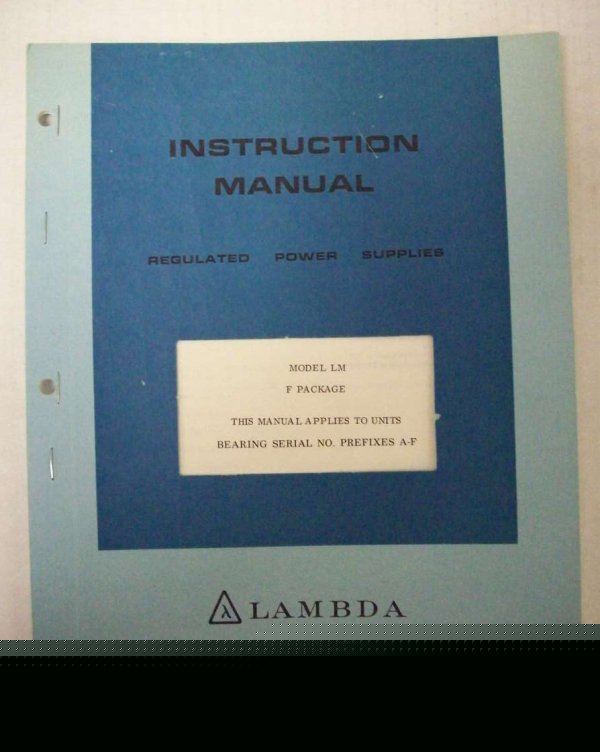 INSTRUCTION
MANUAL
REGULATED POWER SUPPLIES
MODEL LM
F PACKAGE
THIS MANUAL APPLIES TO UNITS
BEARING SERIAL NO. PREFIXES A-F
λ LAMBDA